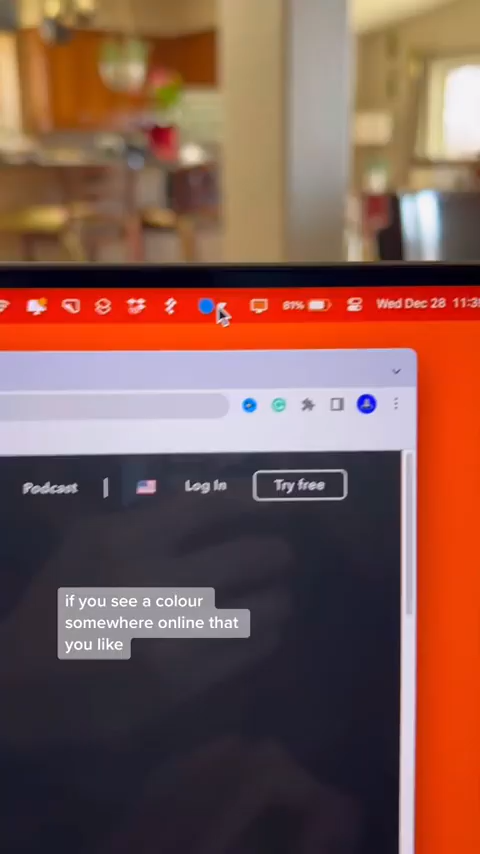 61% Wed Dec 28 11:3
Podcast | Log In Try free
if you see a colour
somewhere online that
you like